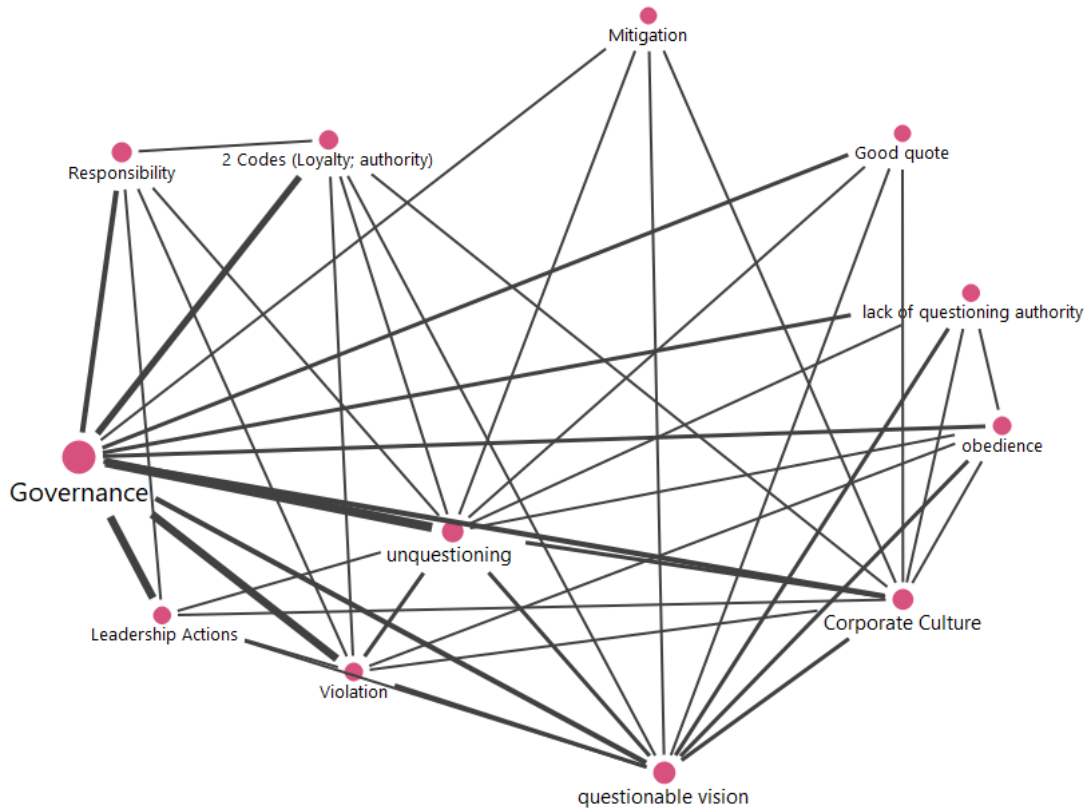 Mitigation
Good quote
2 Codes (Loyalty; authority)
Responsibility
lack of questioning authority
obedience
Governance
unquestioning
Corporate Culture
Leadership Actions
Violation
questionable vision